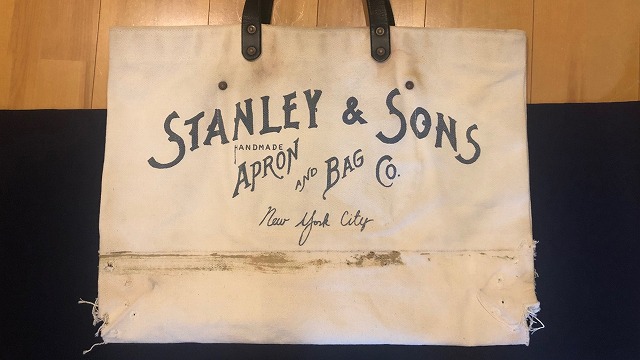 STANLEY & SONS
HANDMADE
APRON AND BAG CO.
New York City